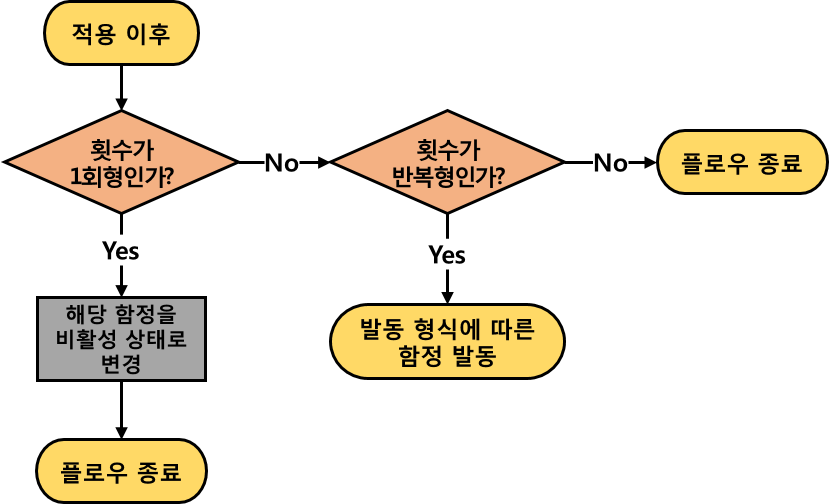 적용 이후
횟수가
1회형인가?
No
횟수가
반복형인가?
No
플로우 종료
Yes
Yes
해당 함정을
비활성 상태로
변경
발동 형식에 따른
함정 발동
플로우 종료